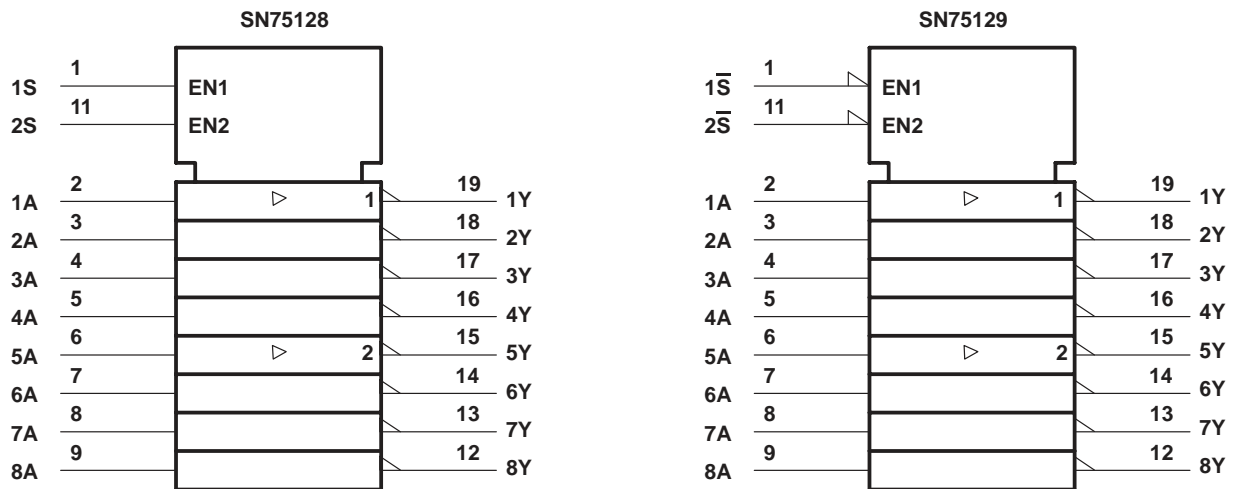 SN75128
1S 1 EN1
2S 11 EN2
1A 2 1 19 1Y
2A 3 18 2Y
3A 4 17 3Y
4A 5 16 4Y
5A 6 2 15 5Y
6A 7 14 6Y
7A 8 13 7Y
8A 9 12 8Y
SN75129
1S̅ 1 EN1
2S̅ 11 EN2
1A 2 1 19 1Y
2A 3 18 2Y
3A 4 17 3Y
4A 5 16 4Y
5A 6 2 15 5Y
6A 7 14 6Y
7A 8 13 7Y
8A 9 12 8Y